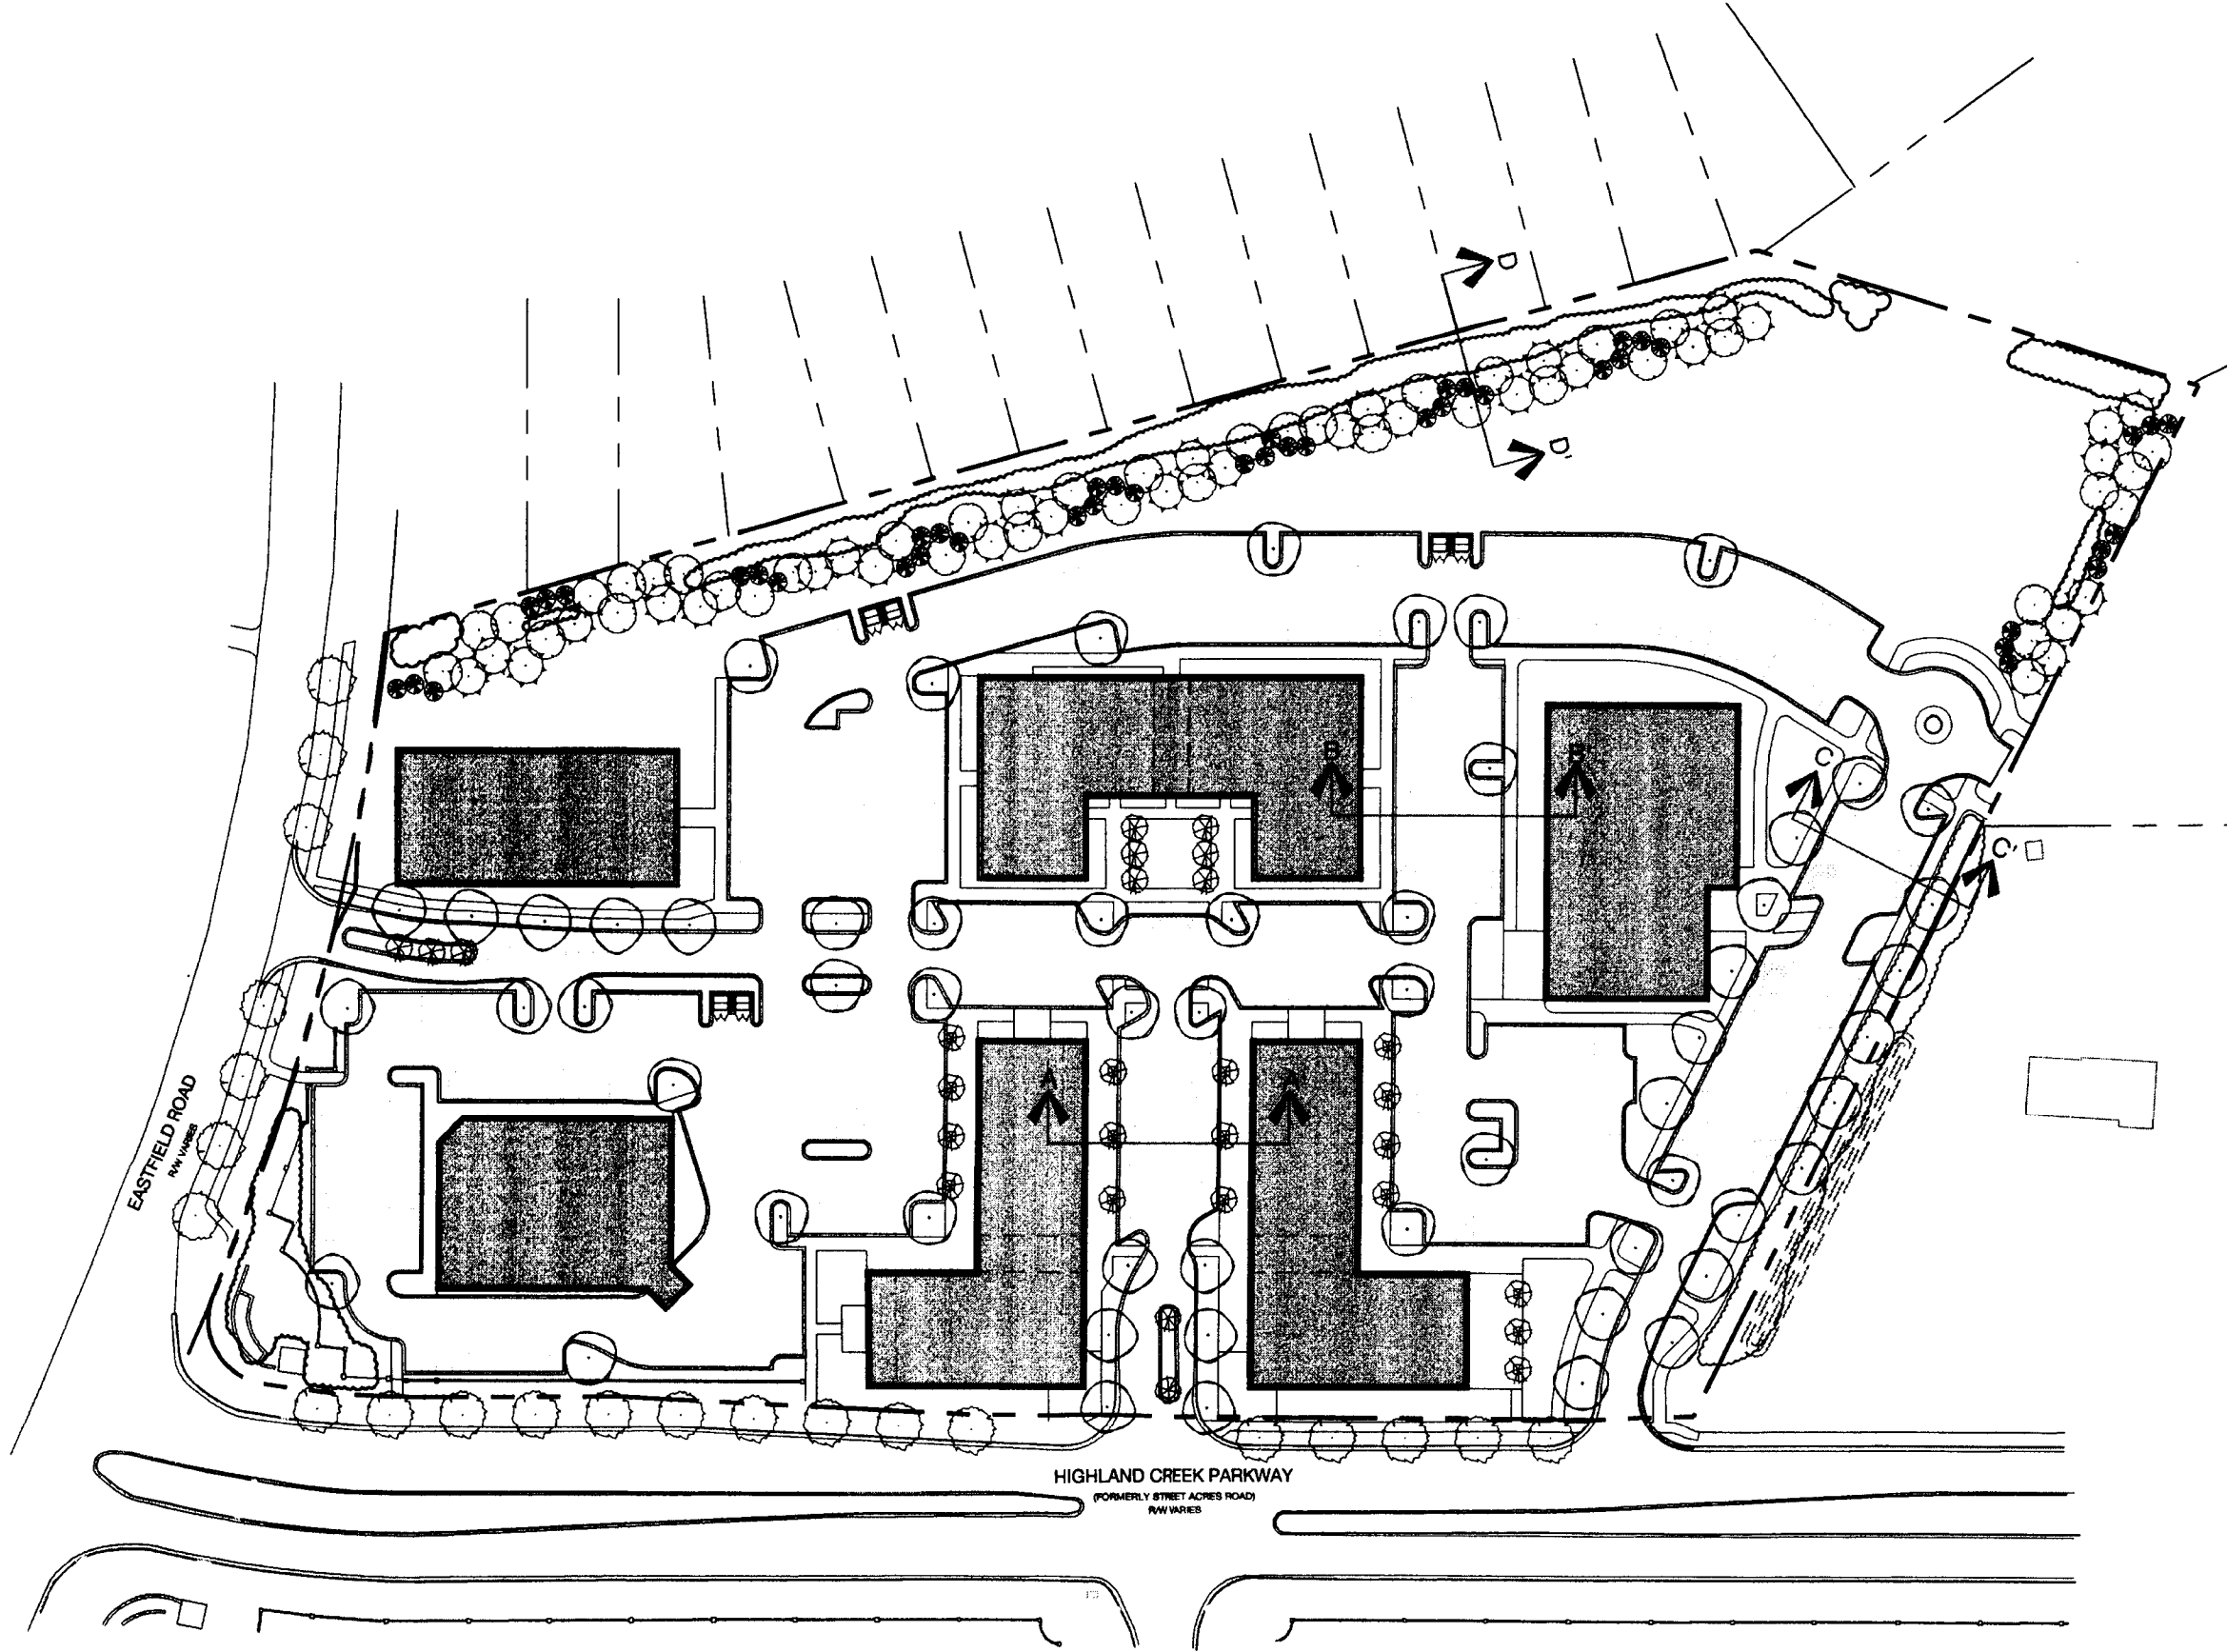 D
D'
B
B'
C
C'
A
A'
EASTFIELD ROAD
R/W VARIES
HIGHLAND CREEK PARKWAY
(FORMERLY STREET ACRES ROAD)
R/W VARIES